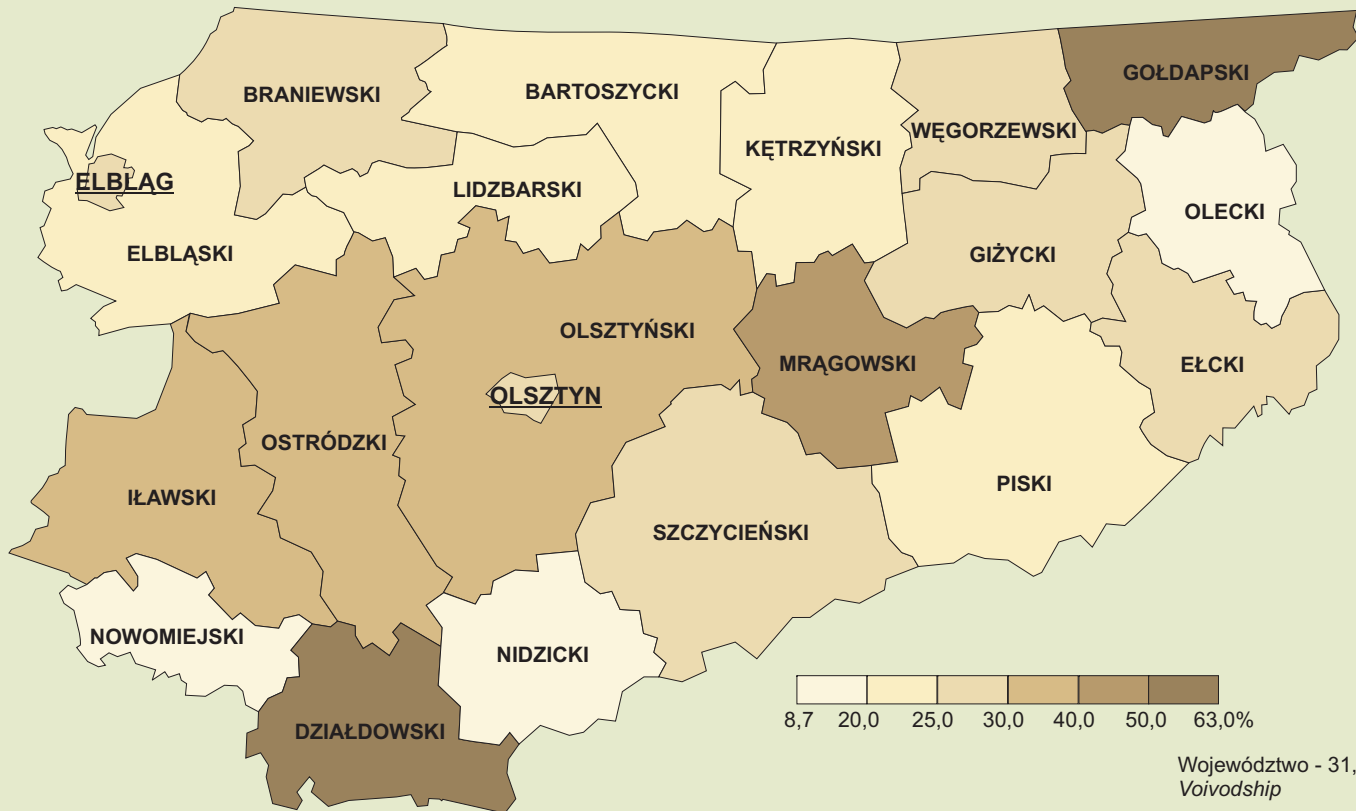 GOŁDAPSKI
BRANIEWSKI
BARTOSZYCKI
WĘGORZEWSKI
KĘTRZYŃSKI
ELBLĄG
LIDZBARSKI
OLECKI
ELBLĄSKI
GIŻYCKI
OLSZTYŃSKI
MRĄGOWSKI
EŁCKI
OLSZTYN
OSTRÓDZKI
IŁAWSKI
PISKI
SZCZYCIEŃSKI
NOWOMIEJSKI
NIDZICKI
DZIAŁDOWSKI
8,7 20,0 25,0 30,0 40,0 50,0 63,0%
Województwo - 31,
Voivodship